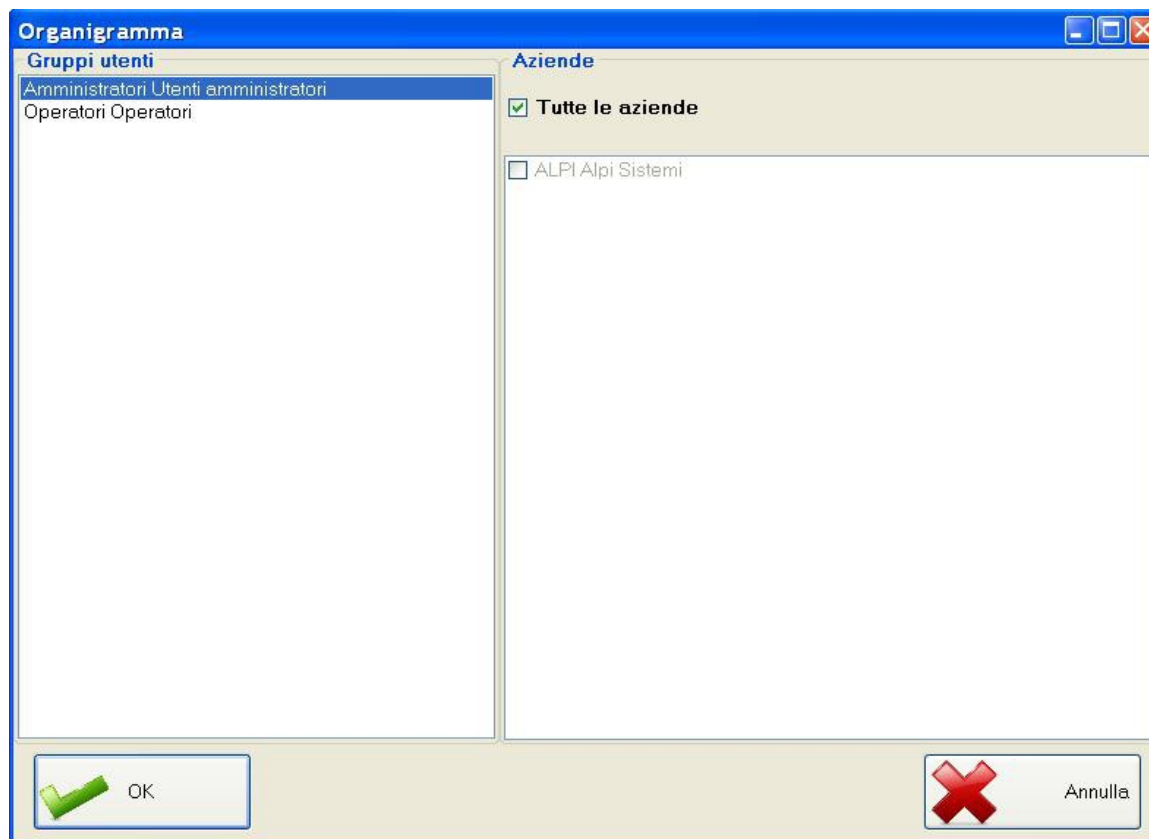 Organigramma
Gruppi utenti
Amministratori Utenti amministratori
Operatori Operatori
Aziende
Tutte le aziende
ALPI Alpi Sistemi
OK
Annulla